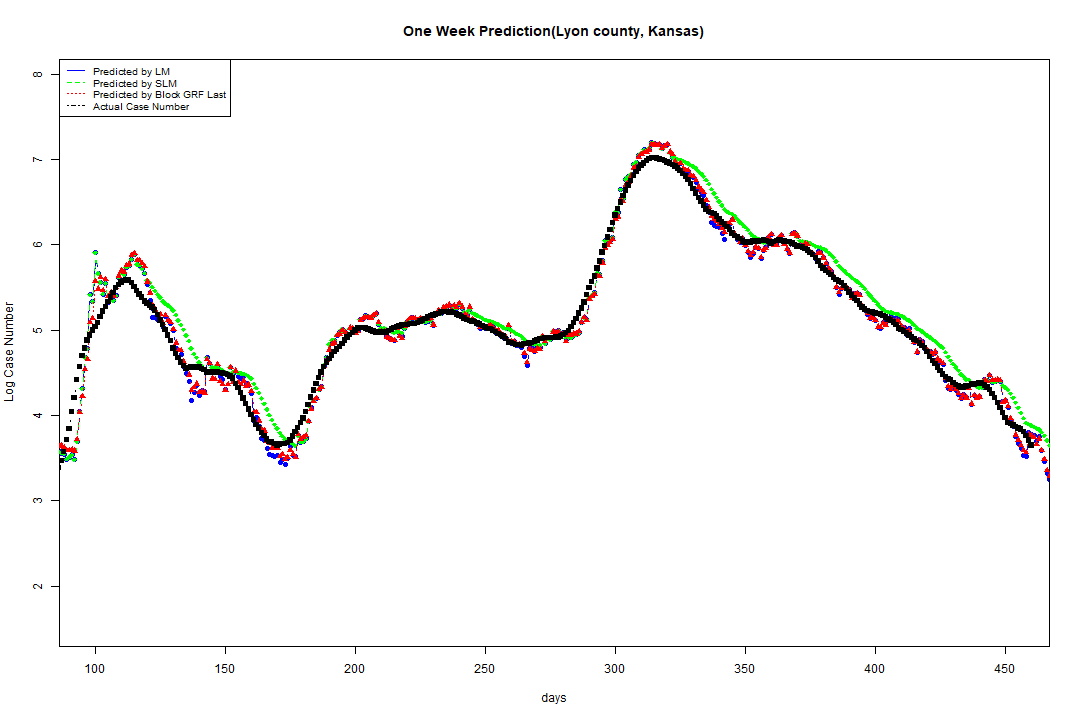 One Week Prediction(Lyon county, Kansas)
Predicted by LM
Predicted by SLM
Predicted by Block GRF Last
Actual Case Number
8
7
6
5
4
3
2
Log Case Number
100 150 200 250 300 350 400 450
days